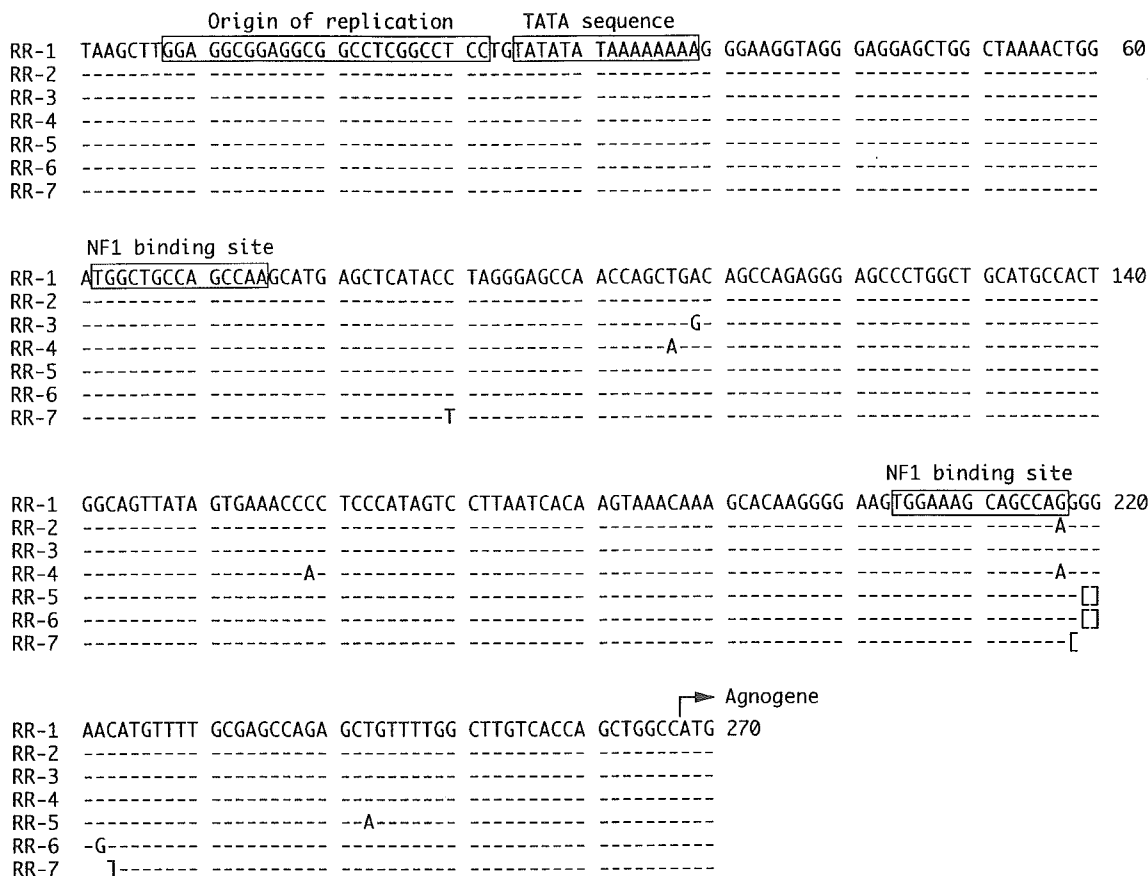 Origin of replication TATA sequence
RR-1 TAAGCTTGGA GGCGGAGGCG GCCTCGGCCT CCTGTATATA TAAAAAAAAG GGAAGGTAGG GAGGAGCTGG CTAAAACTGG 60
RR-2 ---------- ---------- ---------- ---------- ---------- ---------- ---------- ----------
RR-3 ---------- ---------- ---------- ---------- ---------- ---------- ---------- ----------
RR-4 ---------- ---------- ---------- ---------- ---------- ---------- ---------- ----------
RR-5 ---------- ---------- ---------- ---------- ---------- ---------- ---------- ----------
RR-6 ---------- ---------- ---------- ---------- ---------- ---------- ---------- ----------
RR-7 ---------- ---------- ---------- ---------- ---------- ---------- ---------- ----------
NF1 binding site
RR-1 ATGGCTGCCA GCCAAGCATG AGCTCATACC TAGGGAGCCA ACCAGCTGAC AGCCAGAGGG AGCCCTGGCT GCATGCCACT 140
RR-2 ---------- ---------- ---------- ---------- ---------- ---------- ---------- ----------
RR-3 ---------- ---------- ---------- ---------- --------G- ---------- ---------- ----------
RR-4 ---------- ---------- ---------- ---------- ------A--- ---------- ---------- ----------
RR-5 ---------- ---------- ---------- ---------- ---------- ---------- ---------- ----------
RR-6 ---------- ---------- ---------- ---------- ---------- ---------- ---------- ----------
RR-7 ---------- ---------- ---------T ---------- ---------- ---------- ---------- ----------
NF1 binding site
RR-1 GGCAGTTATA GTGAAACCCC TCCCATAGTC CTTAATCACA AGTAAACAAA GCACAAGGGG AAGTGGAAAG CAGCCAGGGG 220
RR-2 ---------- ---------- ---------- ---------- ---------- ---------- ---------- ------A---
RR-3 ---------- ---------- ---------- ---------- ---------- ---------- ---------- ----------
RR-4 ---------- --------A- ---------- ---------- ---------- ---------- ---------- ------A---
RR-5 ---------- ---------- ---------- ---------- ---------- ---------- ---------- --------[]
RR-6 ---------- ---------- ---------- ---------- ---------- ---------- ---------- --------[]
RR-7 ---------- ---------- ---------- ---------- ---------- ---------- ---------- -------[
Agnogene
RR-1 AACATGTTTT GCGAGCCAGA GCTGTTTTGG CTTGTCACCA GCTGGCCATG 270
RR-2 ---------- ---------- ---------- ---------- ----------
RR-3 ---------- ---------- ---------- ---------- ----------
RR-4 ---------- ---------- ---------- ---------- ----------
RR-5 ---------- ---------- --A------- ---------- ----------
RR-6 -G-------- ---------- ---------- ---------- ----------
RR-7 ]------- ---------- ---------- ---------- ----------